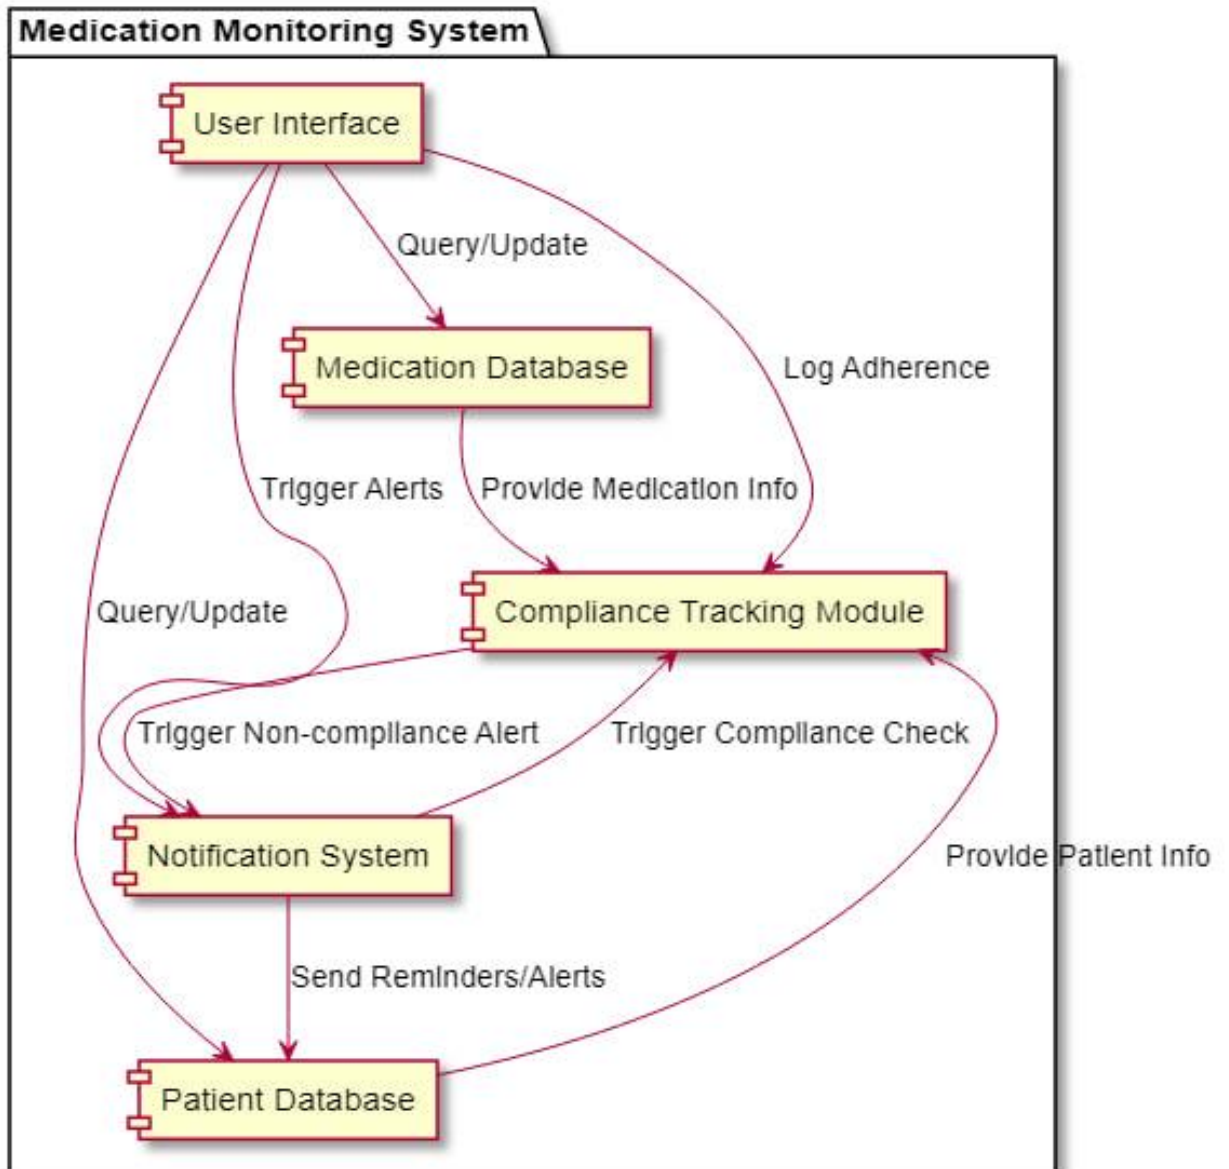 Medication Monitoring System
User Interface
Query/Update
Medication Database
Log Adherence
Trigger Alerts
Provide Medication Info
Query/Update
Compliance Tracking Module
Trigger Non-compliance Alert
Trigger Compliance Check
Notification System
Provide Patient Info
Send Reminders/Alerts
Patient Database